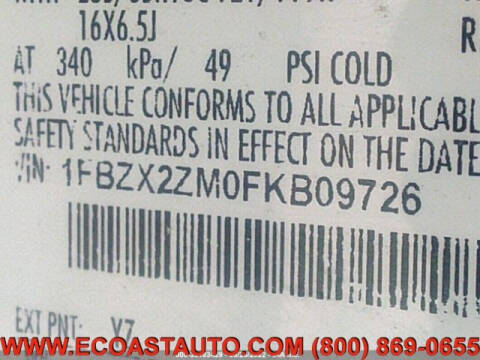 16X6.5J
R
AT 340 kPa/ 49 PSI COLD
THIS VEHICLE CONFORMS TO ALL APPLICABL
SAFETY STANDARDS IN EFFECT ON THE DATE
VIN: 1FBZX2ZM0FKB09726
EXT PNT: YZ
WWW.ECOASTAUTO.COM (800) 869-0655